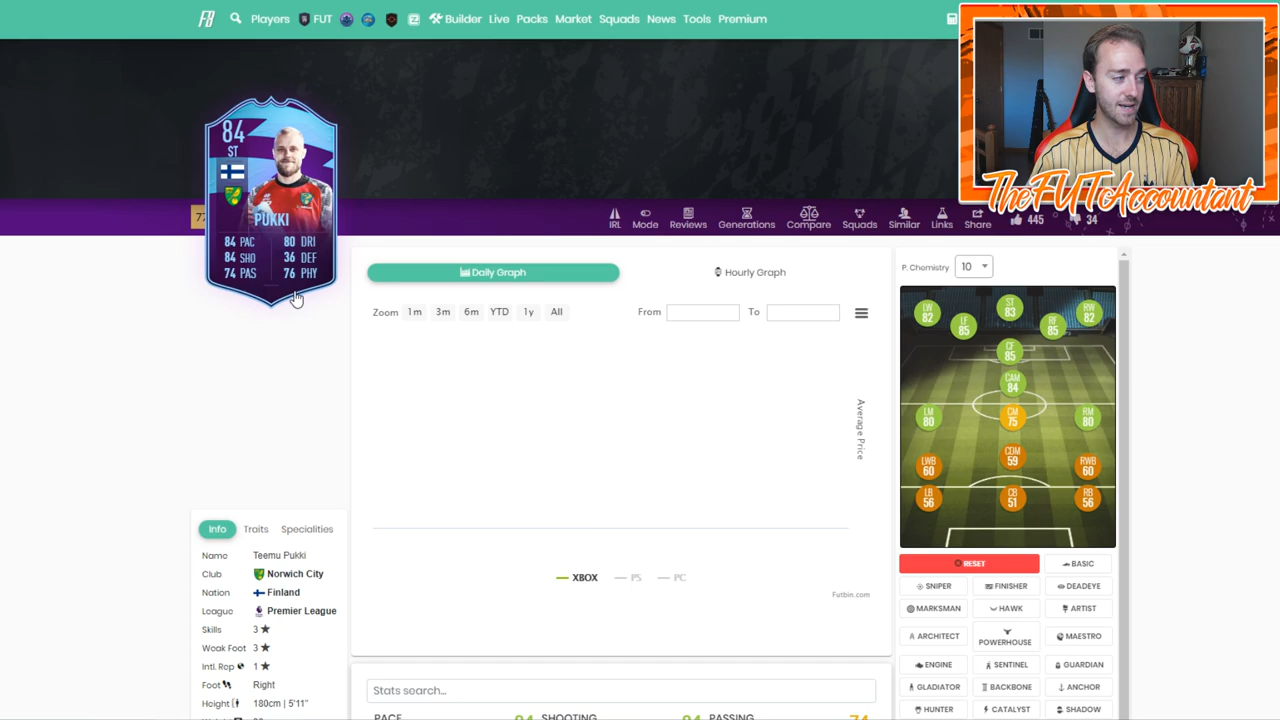 FB Players FUT Builder Live Packs Market Squads News Tools Premium
84
ST
PUKKI
84 PAC 80 DRI
84 SHO 36 DEF
74 PAS 76 PHY
77
IRL Mode Reviews Generations Compare Squads Similar Links Share 445 34
TheFUTAccountant
Daily Graph Hourly Graph
Zoom 1m 3m 6m YTD 1y All From To
Average Price
XBOX PS PC
Futbin.com
P. Chemistry 10
LW 82
LF 85
ST 83
RF 85
RW 82
CF 85
CAM 84
LM 80
CM 75
RM 80
LWB 60
CDM 59
RWB 60
LB 56
CB 51
RB 56
RESET BASIC
SNIPER FINISHER DEADEYE
MARKSMAN HAWK ARTIST
ARCHITECT POWERHOUSE MAESTRO
ENGINE SENTINEL GUARDIAN
GLADIATOR BACKBONE ANCHOR
HUNTER CATALYST SHADOW
Info Traits Specialities
Name Teemu Pukki
Club Norwich City
Nation Finland
League Premier League
Skills 3
Weak Foot 3
Intl. Rep 1
Foot Right
Height 180cm | 5'11"
Stats search...
PACE 84 SHOOTING 84 PASSING 74